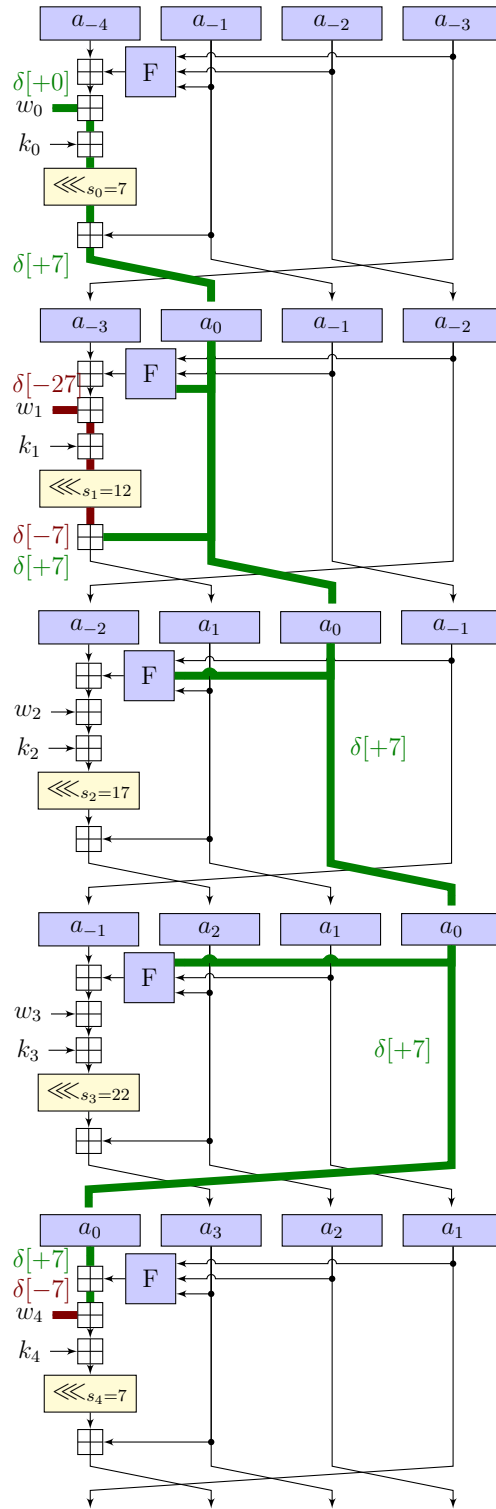 a₋₄ a₋₁ a₋₂ a₋₃
F
δ[+0]
w₀
k₀
⋘ s₀=7
δ[+7]
a₋₃ a₀ a₋₁ a₋₂
F
δ[−27]
w₁
k₁
⋘ s₁=12
δ[−7]
δ[+7]
a₋₂ a₁ a₀ a₋₁
F
w₂
k₂
δ[+7]
⋘ s₂=17
a₋₁ a₂ a₁ a₀
F
w₃
k₃
δ[+7]
⋘ s₃=22
a₀ a₃ a₂ a₁
δ[+7]
F
δ[−7]
w₄
k₄
⋘ s₄=7